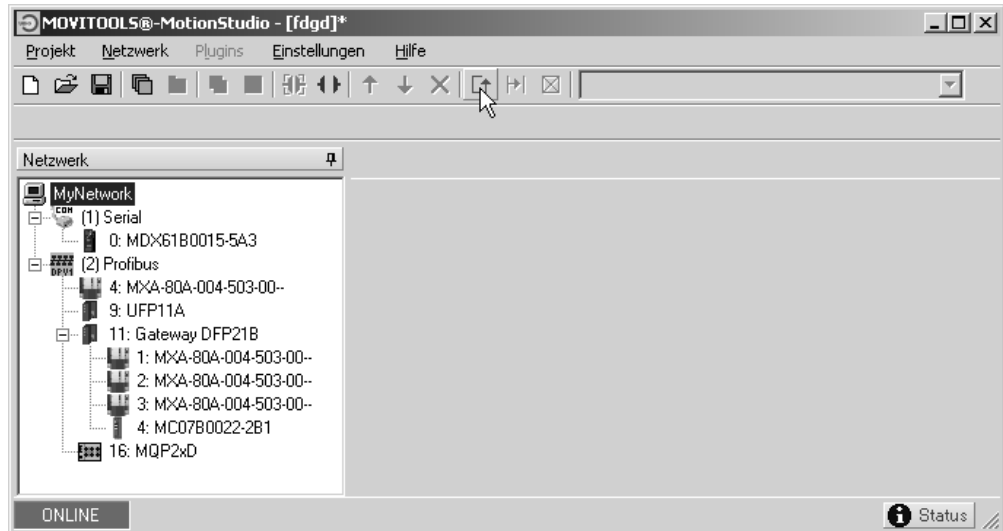 MOVITOOLS®-MotionStudio - [fdgd]*
Projekt Netzwerk Plugins Einstellungen Hilfe
Netzwerk
MyNetwork
COM (1) Serial
0: MDX61B0015-5A3
DPV1 (2) Profibus
4: MXA-80A-004-503-00--
9: UFP11A
11: Gateway DFP21B
1: MXA-80A-004-503-00--
2: MXA-80A-004-503-00--
3: MXA-80A-004-503-00--
4: MC07B0022-2B1
16: MQP2xD
ONLINE Status